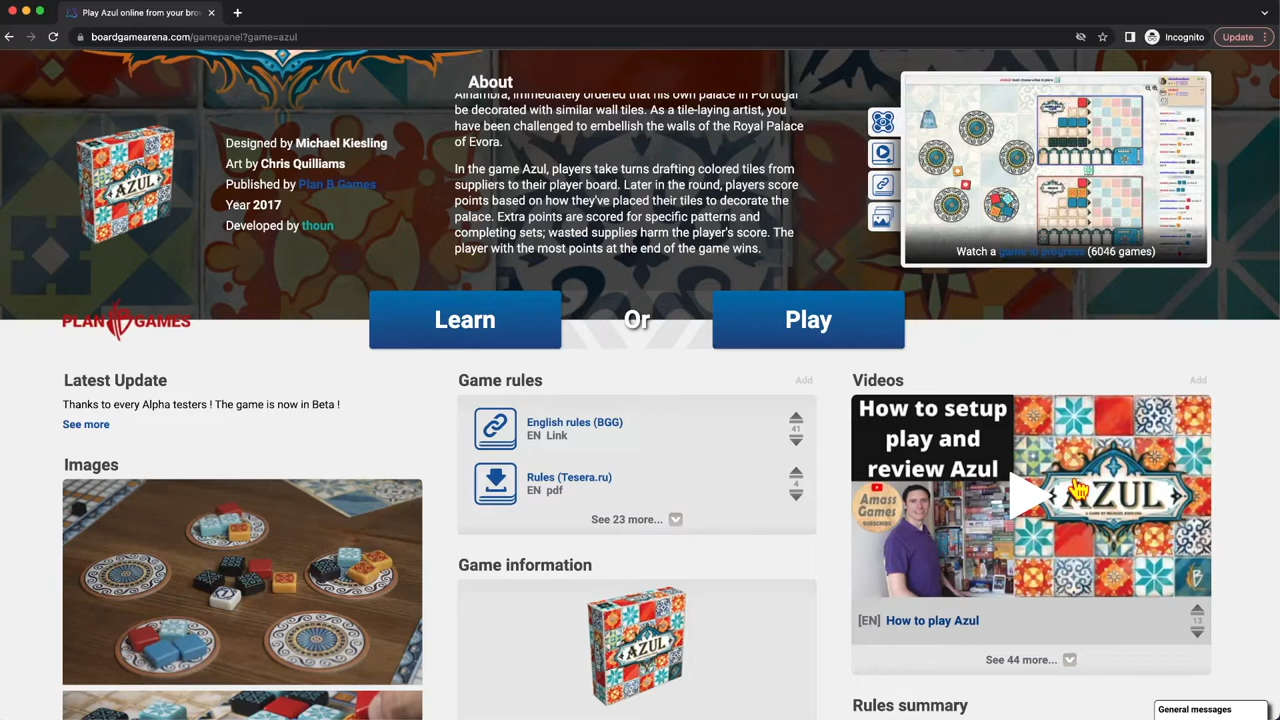 Play Azul online from your brow
boardgamearena.com/gamepanel?game=azul
Incognito
Update
About
immediately ordered that his own palace in Portugal
be decorated with similar wall tiles. As a tile-laying artist, you
have been challenged to embellish the walls of the Royal Palace
of Evora.
game Azul, players take turns drafting colored tiles from
to their player board. Later in the round, players score
points based on how they've placed their tiles to decorate the
palace. Extra points are scored for specific patterns and
completing sets; wasted supplies harm the player's score. The
player with the most points at the end of the game wins.
Designed by Michael Kiesling
Art by Chris Quilliams
Published by Plan B Games
Year 2017
Developed by thoun
AZUL
Watch a game in progress (6046 games)
PLAN B GAMES
Learn
Or
Play
Latest Update
Thanks to every Alpha testers ! The game is now in Beta !
See more
Images
Game rules
Add
English rules (BGG)
EN Link
41
Rules (Tesera.ru)
EN pdf
4
See 23 more...
Game information
AZUL
Videos
Add
How to setup
play and
review Azul
Amass
Games
SUBSCRIBE
AZUL
[EN] How to play Azul
13
See 44 more...
Rules summary
General messages